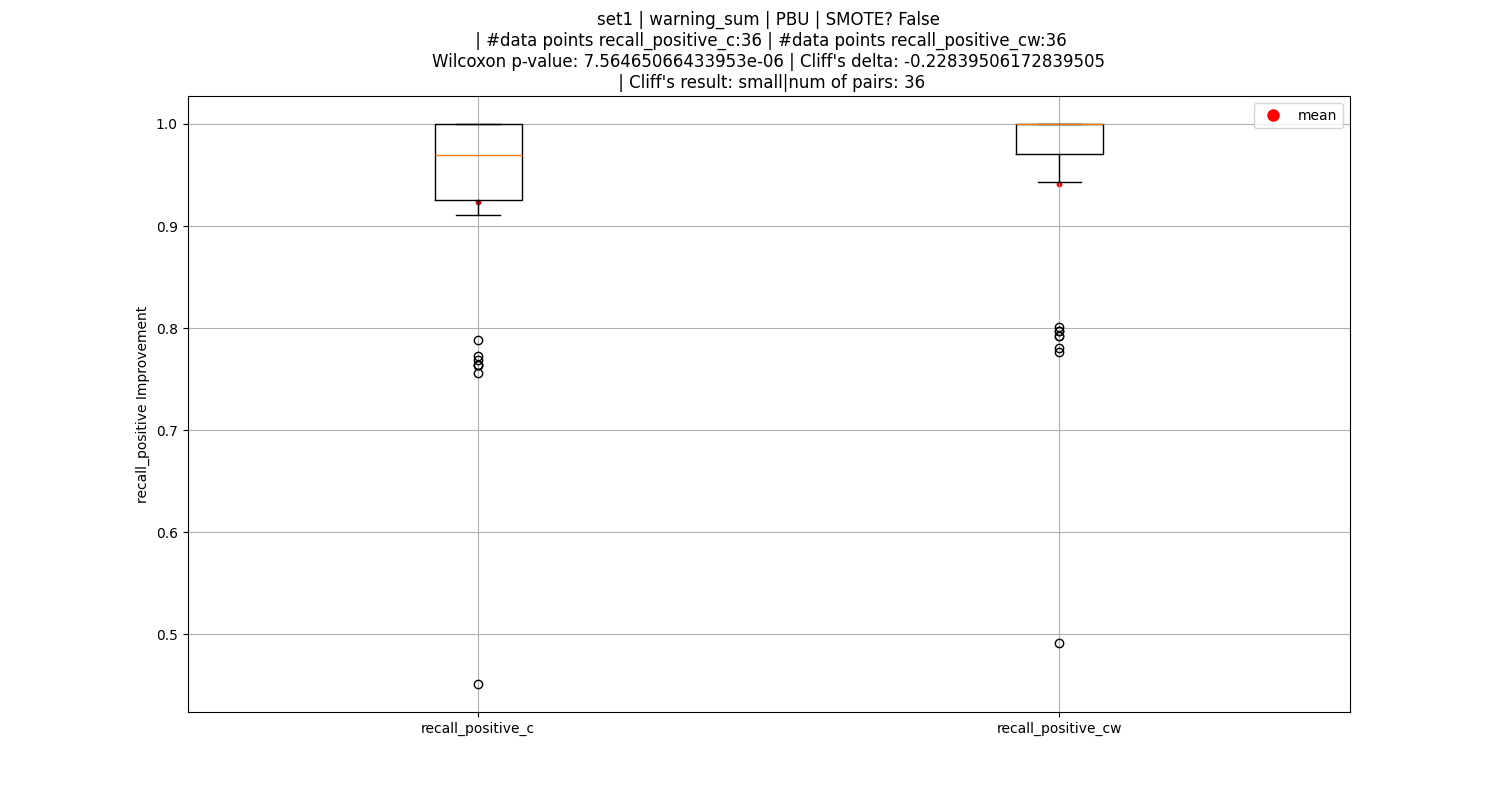 set1 | warning_sum | PBU | SMOTE? False
| #data points recall_positive_c:36 | #data points recall_positive_cw:36
Wilcoxon p-value: 7.56465066433953e-06 | Cliff's delta: -0.22839506172839505
| Cliff's result: small|num of pairs: 36
mean
1.0
0.9
0.8
0.7
0.6
0.5
recall_positive Improvement
recall_positive_c
recall_positive_cw